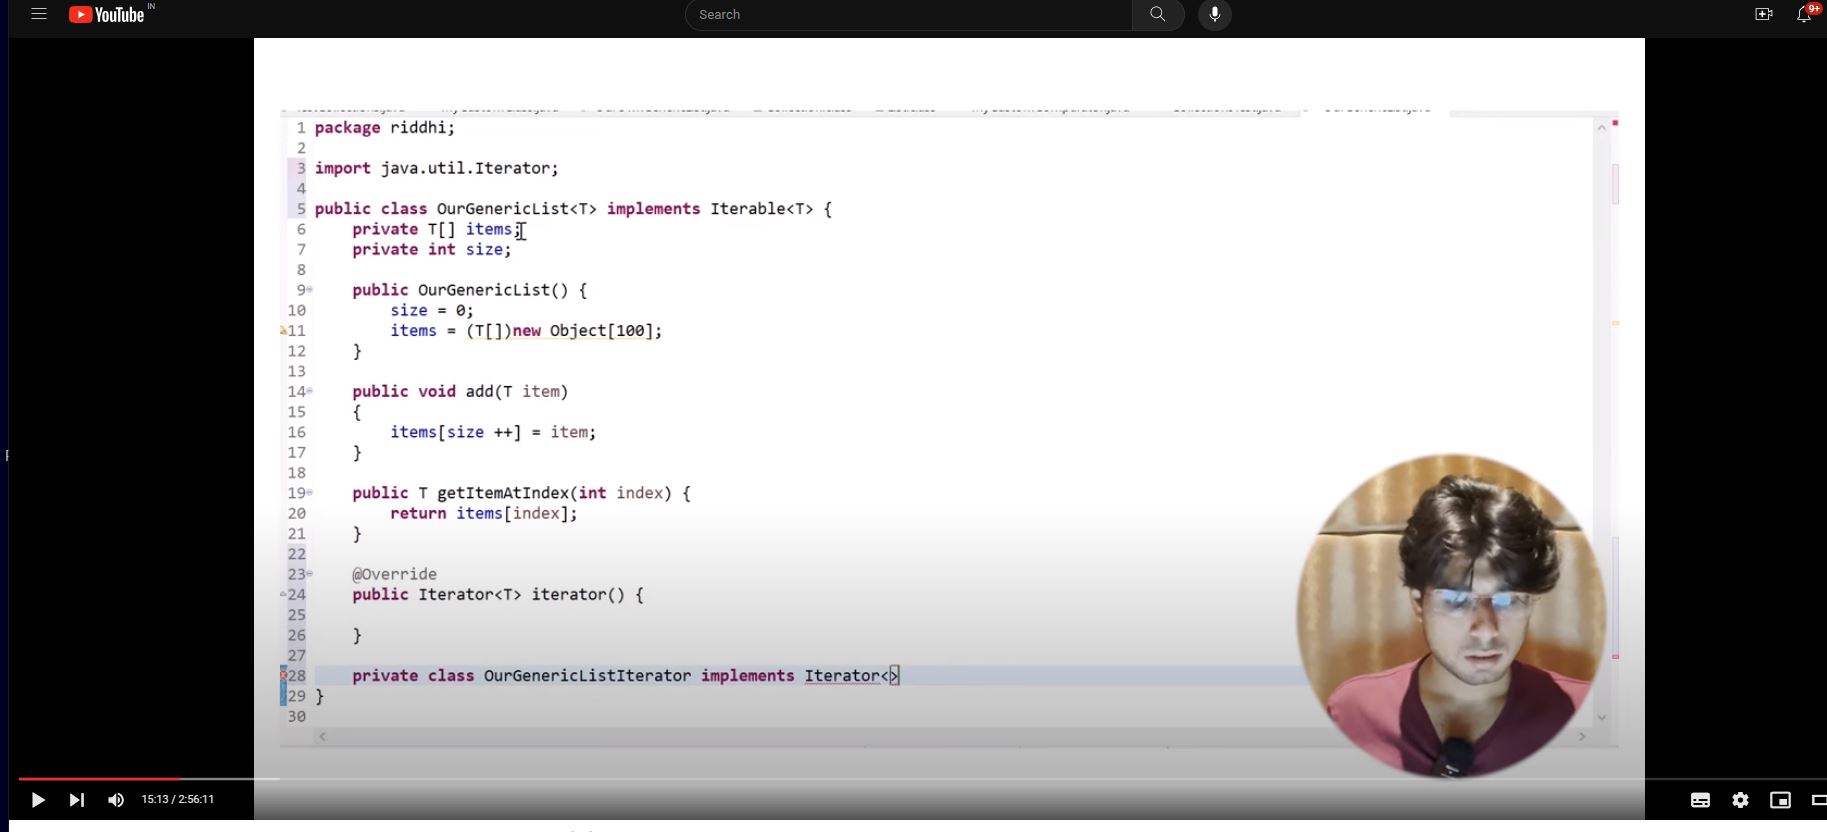 YouTube IN
Search
9+
1 package riddhi;
2
3 import java.util.Iterator;
4
5 public class OurGenericList<T> implements Iterable<T> {
6 private T[] items;
7 private int size;
8
9 public OurGenericList() {
10 size = 0;
11 items = (T[])new Object[100];
12 }
13
14 public void add(T item)
15 {
16 items[size ++] = item;
17 }
18
19 public T getItemAtIndex(int index) {
20 return items[index];
21 }
22
23 @Override
24 public Iterator<T> iterator() {
25
26 }
27
28 private class OurGenericListIterator implements Iterator<>
29 }
30
15:13 / 2:56:11